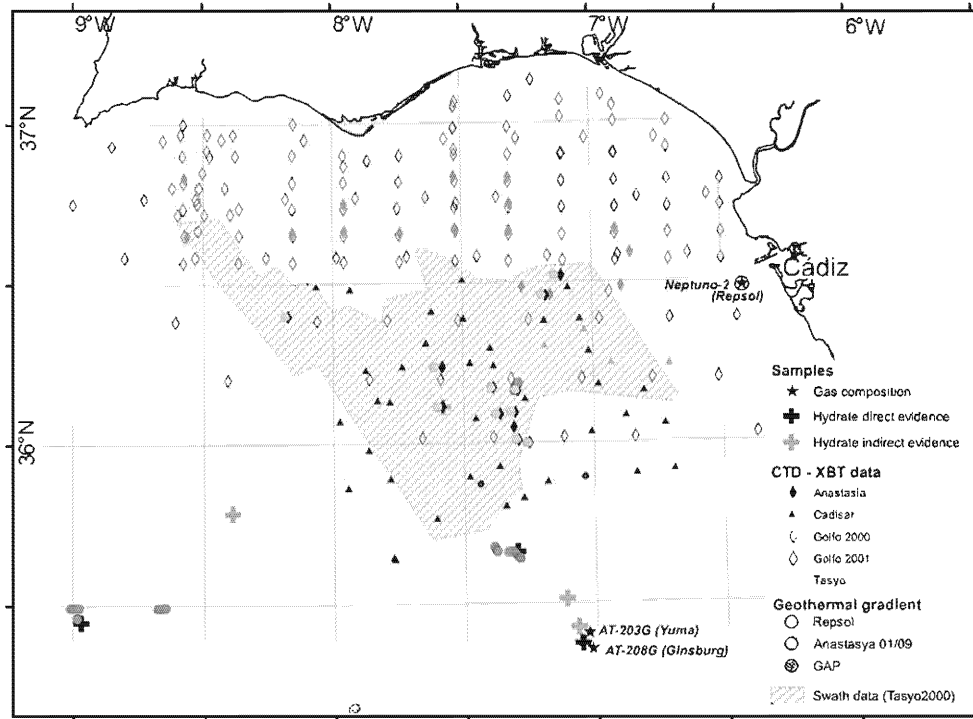 9°W 8°W 7°W 6°W
37°N
Cádiz
Neptuno-2
(Repsol)
Samples
Gas composition
Hydrate direct evidence
36°N
Hydrate indirect evidence
CTD - XBT data
Anastasia
Cadisar
Golfo 2000
Golfo 2001
Tasyo
Geothermal gradient
AT-203G (Yuma)
Repsol
AT-208G (Ginsburg)
Anastasya 01/09
GAP
Swath data (Tasyo2000)